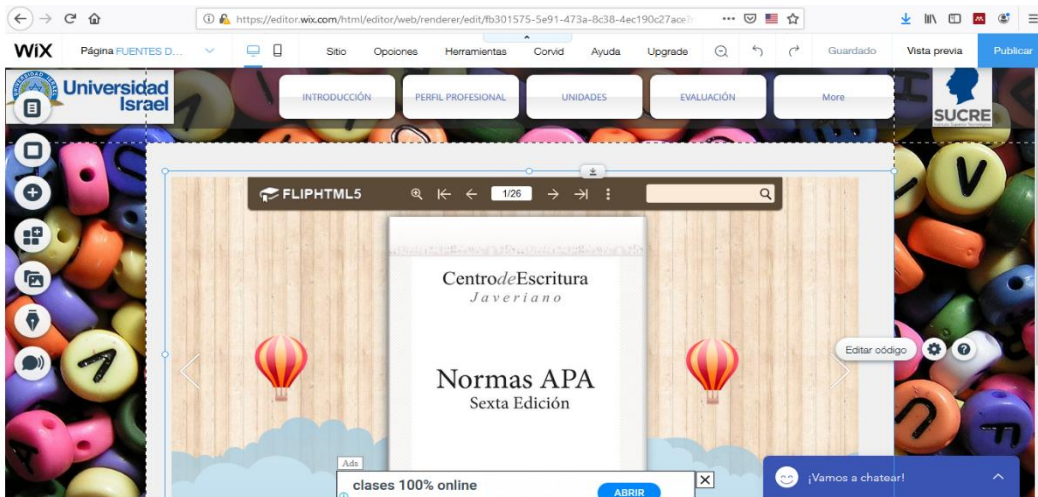 https://editor.wix.com/html/editor/web/renderer/edit/fb301575-5e91-473a-8c38-4ec190c27ace?
WiX
Página FUENTES D...
Sitio
Opciones
Herramientas
Corvid
Ayuda
Upgrade
Guardado
Vista previa
Publicar
Universidad
Israel
INTRODUCCIÓN
PERFIL PROFESIONAL
UNIDADES
EVALUACIÓN
More
SUCRE
FLIPHTML5
1/26
CentrodeEscritura
Javeriano
Editar código
Normas APA
Sexta Edición
Ads
clases 100% online
ABRIR
¡Vamos a chatear!